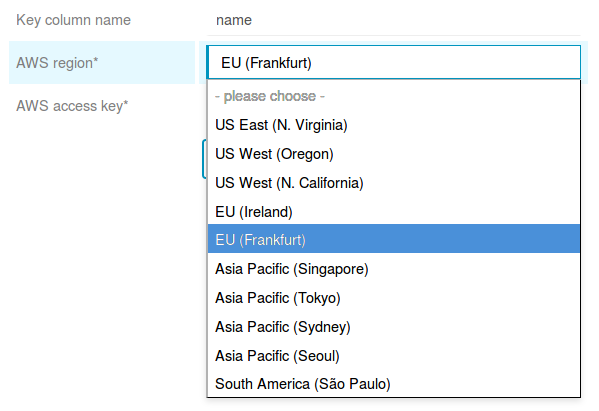 Key column name name
AWS region* EU (Frankfurt)
- please choose -
AWS access key*
US East (N. Virginia)
US West (Oregon)
US West (N. California)
EU (Ireland)
EU (Frankfurt)
Asia Pacific (Singapore)
Asia Pacific (Tokyo)
Asia Pacific (Sydney)
Asia Pacific (Seoul)
South America (São Paulo)